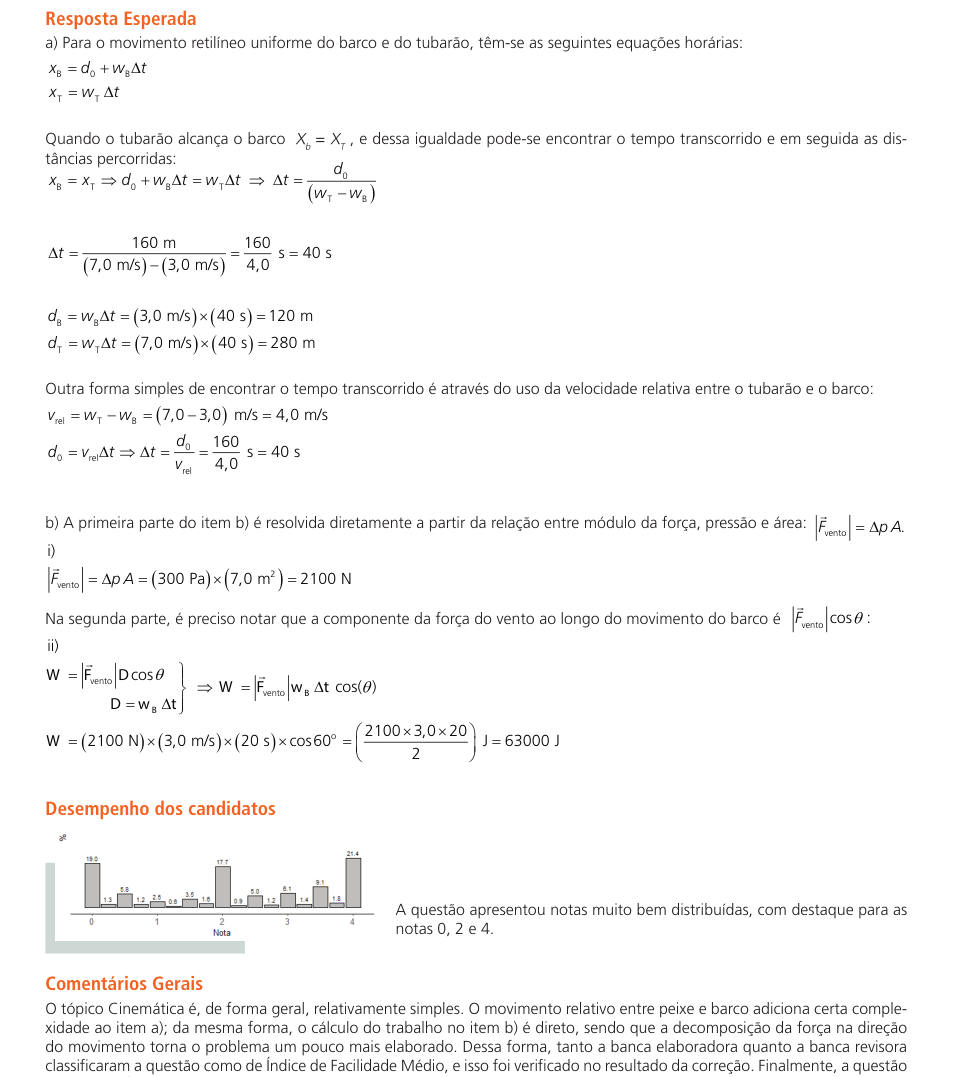 Resposta Esperada
a) Para o movimento retilíneo uniforme do barco e do tubarão, têm-se as seguintes equações horárias:
x_B = d_0 + w_B Δt
x_T = w_T Δt
Quando o tubarão alcança o barco X_b = X_T , e dessa igualdade pode-se encontrar o tempo transcorrido e em seguida as dis-
tâncias percorridas:
x_B = x_T ⇒ d_0 + w_B Δt = w_T Δt ⇒ Δt = d_0 / (w_T − w_B)
Δt = 160 m / ((7,0 m/s) − (3,0 m/s)) = 160 / 4,0 s = 40 s
d_B = w_B Δt = (3,0 m/s) × (40 s) = 120 m
d_T = w_T Δt = (7,0 m/s) × (40 s) = 280 m
Outra forma simples de encontrar o tempo transcorrido é através do uso da velocidade relativa entre o tubarão e o barco:
v_rel = w_T − w_B = (7,0 − 3,0) m/s = 4,0 m/s
d_0 = v_rel Δt ⇒ Δt = d_0 / v_rel = 160 / 4,0 s = 40 s
b) A primeira parte do item b) é resolvida diretamente a partir da relação entre módulo da força, pressão e área: |F⃗_vento| = Δp A.
i)
|F⃗_vento| = Δp A = (300 Pa) × (7,0 m²) = 2100 N
Na segunda parte, é preciso notar que a componente da força do vento ao longo do movimento do barco é |F⃗_vento| cos θ :
ii)
W = |F⃗_vento| D cos θ
D = w_B Δt } ⇒ W = |F⃗_vento| w_B Δt cos(θ)
W = (2100 N) × (3,0 m/s) × (20 s) × cos 60º = (2100 × 3,0 × 20 / 2) J = 63000 J
Desempenho dos candidatos
%
19.0 1.3 5.8 1.2 2.5 0.6 3.5 1.6 17.7 0.9 5.0 1.2 6.1 1.4 9.1 1.8 21.4
0 1 2 3 4
Nota
A questão apresentou notas muito bem distribuídas, com destaque para as
notas 0, 2 e 4.
Comentários Gerais
O tópico Cinemática é, de forma geral, relativamente simples. O movimento relativo entre peixe e barco adiciona certa comple-
xidade ao item a); da mesma forma, o cálculo do trabalho no item b) é direto, sendo que a decomposição da força na direção
do movimento torna o problema um pouco mais elaborado. Dessa forma, tanto a banca elaboradora quanto a banca revisora
classificaram a questão como de Índice de Facilidade Médio, e isso foi verificado no resultado da correção. Finalmente, a questão